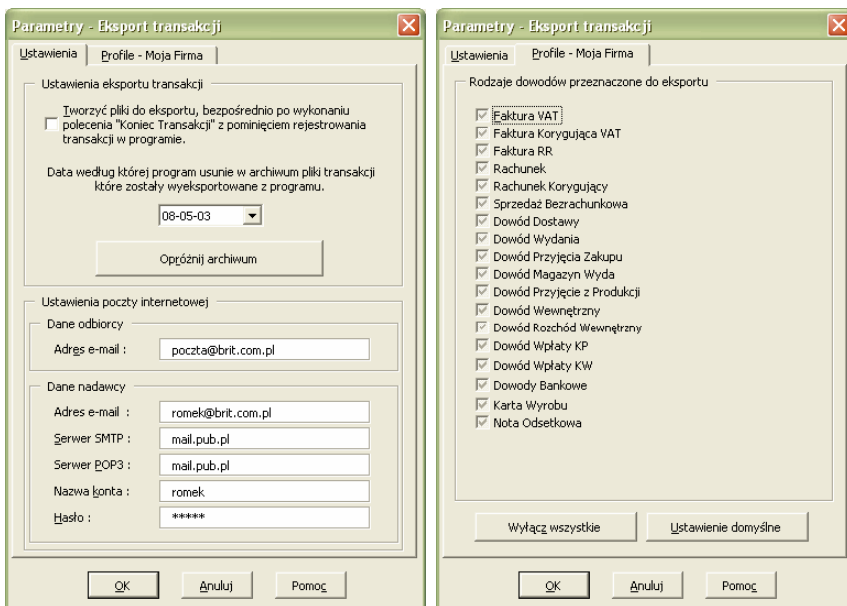 Parametry - Eksport transakcji
Ustawienia
Profile - Moja Firma
Ustawienia eksportu transakcji
Tworzyć pliki do eksportu, bezpośrednio po wykonaniu
polecenia "Koniec Transakcji" z pominięciem rejestrowania
transakcji w programie.
Data według której program usunie w archiwum pliki transakcji
które zostały wyeksportowane z programu.
08-05-03
Opróżnij archiwum
Ustawienia poczty internetowej
Dane odbiorcy
Adres e-mail :
poczta@brit.com.pl
Dane nadawcy
Adres e-mail :
romek@brit.com.pl
Serwer SMTP :
mail.pub.pl
Serwer POP3 :
mail.pub.pl
Nazwa konta :
romek
Hasło :
*****
OK
Anuluj
Pomoc
Parametry - Eksport transakcji
Ustawienia
Profile - Moja Firma
Rodzaje dowodów przeznaczone do eksportu
Faktura VAT
Faktura Korygująca VAT
Faktura RR
Rachunek
Rachunek Korygujący
Sprzedaż Bezrachunkowa
Dowód Dostawy
Dowód Wydania
Dowód Przyjęcia Zakupu
Dowód Magazyn Wyda
Dowód Przyjęcie z Produkcji
Dowód Wewnętrzny
Dowód Rozchód Wewnętrzny
Dowód Wpłaty KP
Dowód Wpłaty KW
Dowody Bankowe
Karta Wyrobu
Nota Odsetkowa
Wyłącz wszystkie
Ustawienie domyślne
OK
Anuluj
Pomoc